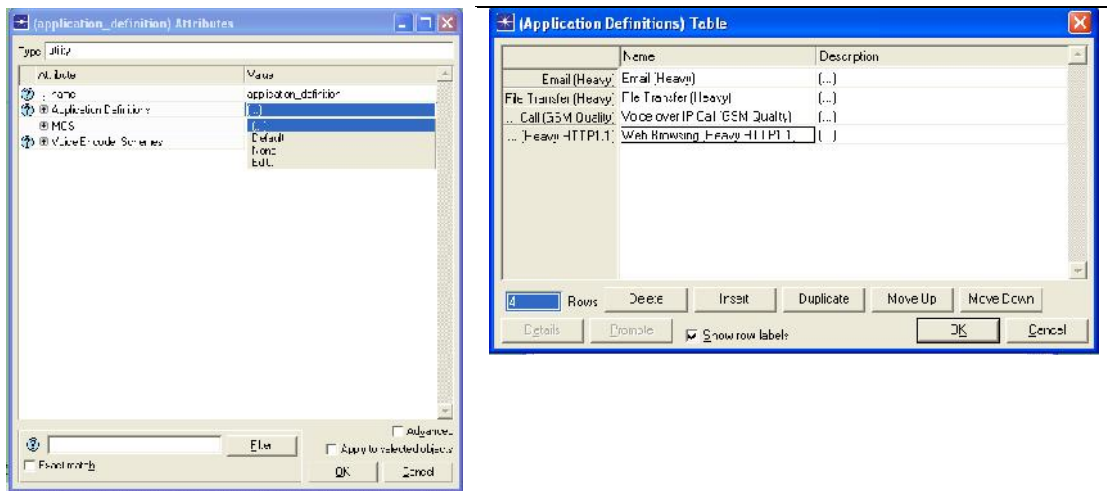 (application_definition) Attributes
Type: utility
Attribute Value
name application_definition
Application Definitions (...)
MOS (...)
Voice Encoder Schemes Default
None
Edit...
Filter
Advanced
Apply to selected objects
Exact match
OK Cancel
(Application Definitions) Table
Name Description
Email (Heavy) Email (Heavy) (...)
File Transfer (Heavy) File Transfer (Heavy) (...)
... Call (GSM Quality) Voice over IP Call (GSM Quality) (...)
... (Heavy HTTP1.1) Web Browsing (Heavy HTTP1.1) (...)
4 Rows Delete Insert Duplicate Move Up Move Down
Details Promote Show row labels OK Cancel